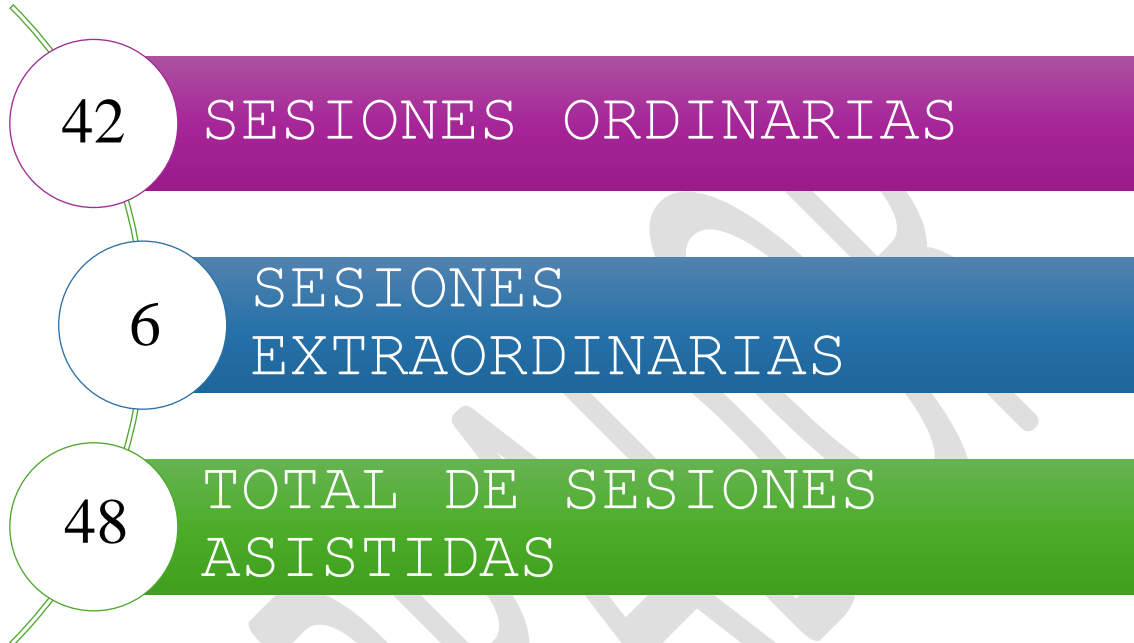 42
SESIONES ORDINARIAS
6
SESIONES
EXTRAORDINARIAS
48
TOTAL DE SESIONES
ASISTIDAS